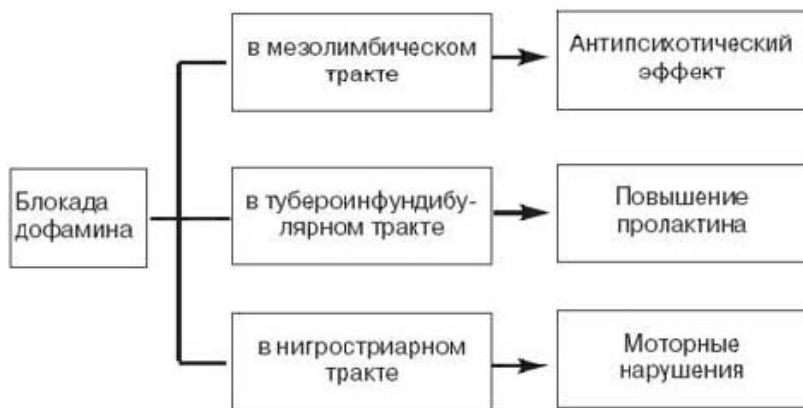 Блокада
дофамина
в мезолимбическом
тракте
Антипсихотический
эффект
в тубероинфундибу-
лярном тракте
Повышение
пролактина
в нигростриарном
тракте
Моторные
нарушения